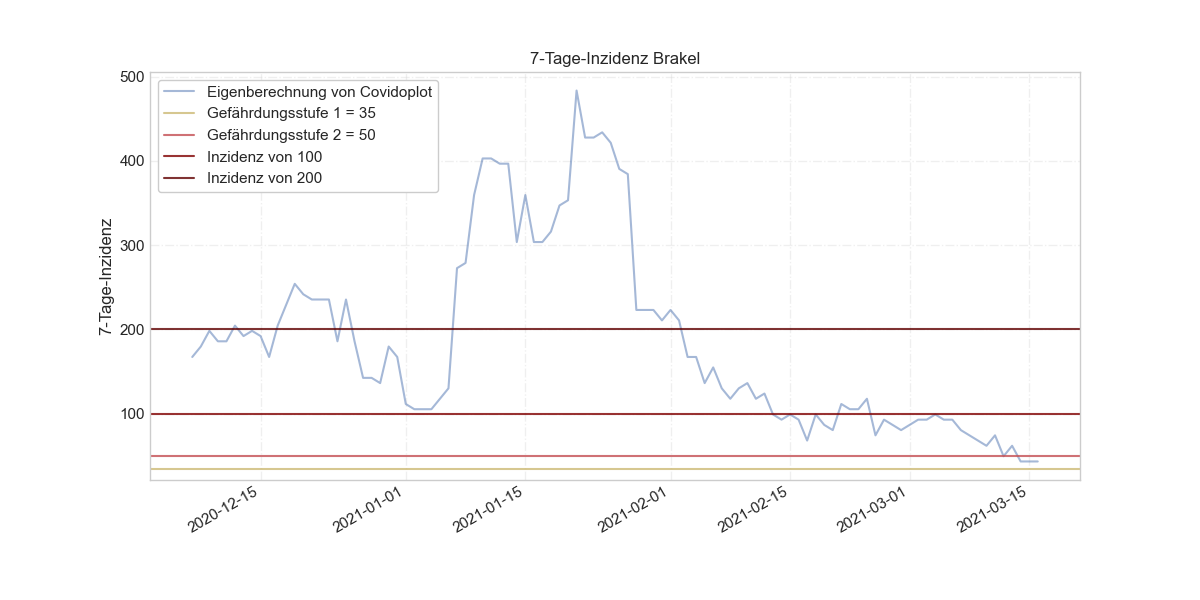 7-Tage-Inzidenz Brakel
500
400
300
200
100
7-Tage-Inzidenz
Eigenberechnung von Covidoplot
Gefährdungsstufe 1 = 35
Gefährdungsstufe 2 = 50
Inzidenz von 100
Inzidenz von 200
2020-12-15
2021-01-01
2021-01-15
2021-02-01
2021-02-15
2021-03-01
2021-03-15